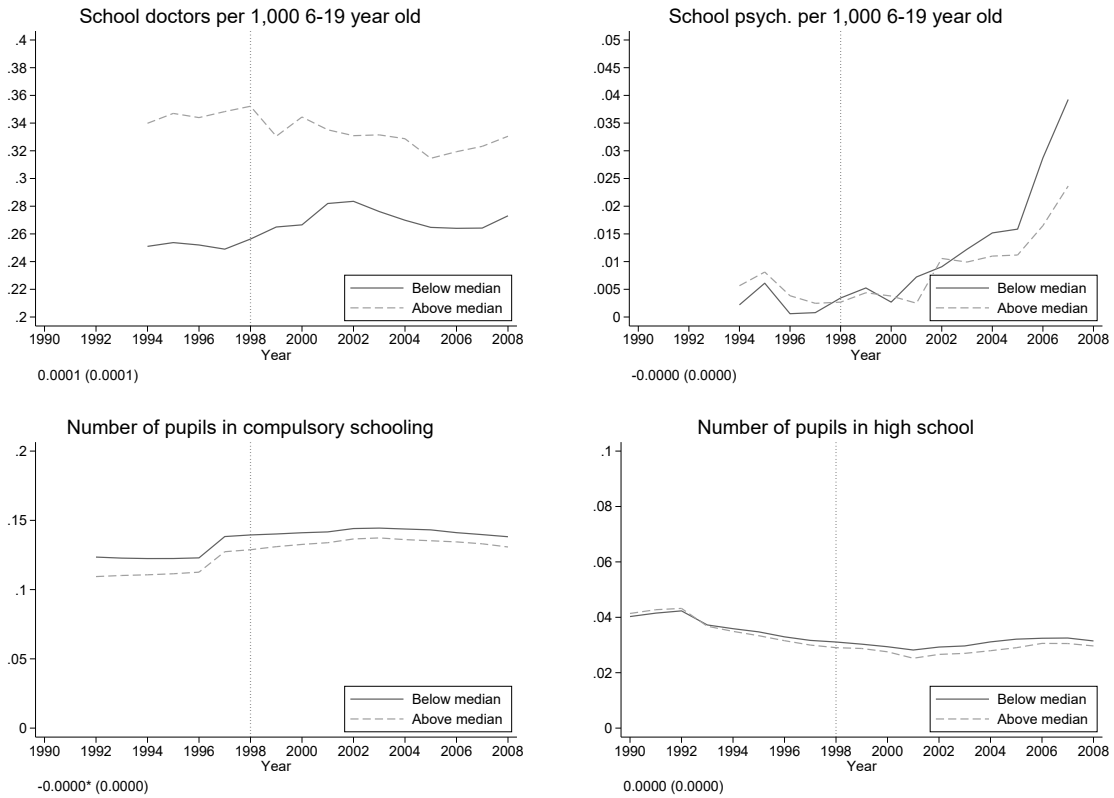 School doctors per 1,000 6-19 year old
.4
.38
.36
.34
.32
.3
.28
.26
.24
.22
.2
Below median
Above median
1990 1992 1994 1996 1998 2000 2002 2004 2006 2008
Year
0.0001 (0.0001)
School psych. per 1,000 6-19 year old
.05
.045
.04
.035
.03
.025
.02
.015
.01
.005
0
Below median
Above median
1990 1992 1994 1996 1998 2000 2002 2004 2006 2008
Year
-0.0000 (0.0000)
Number of pupils in compulsory schooling
.2
.15
.1
.05
0
Below median
Above median
1990 1992 1994 1996 1998 2000 2002 2004 2006 2008
Year
-0.0000* (0.0000)
Number of pupils in high school
.1
.08
.06
.04
.02
0
Below median
Above median
1990 1992 1994 1996 1998 2000 2002 2004 2006 2008
Year
0.0000 (0.0000)